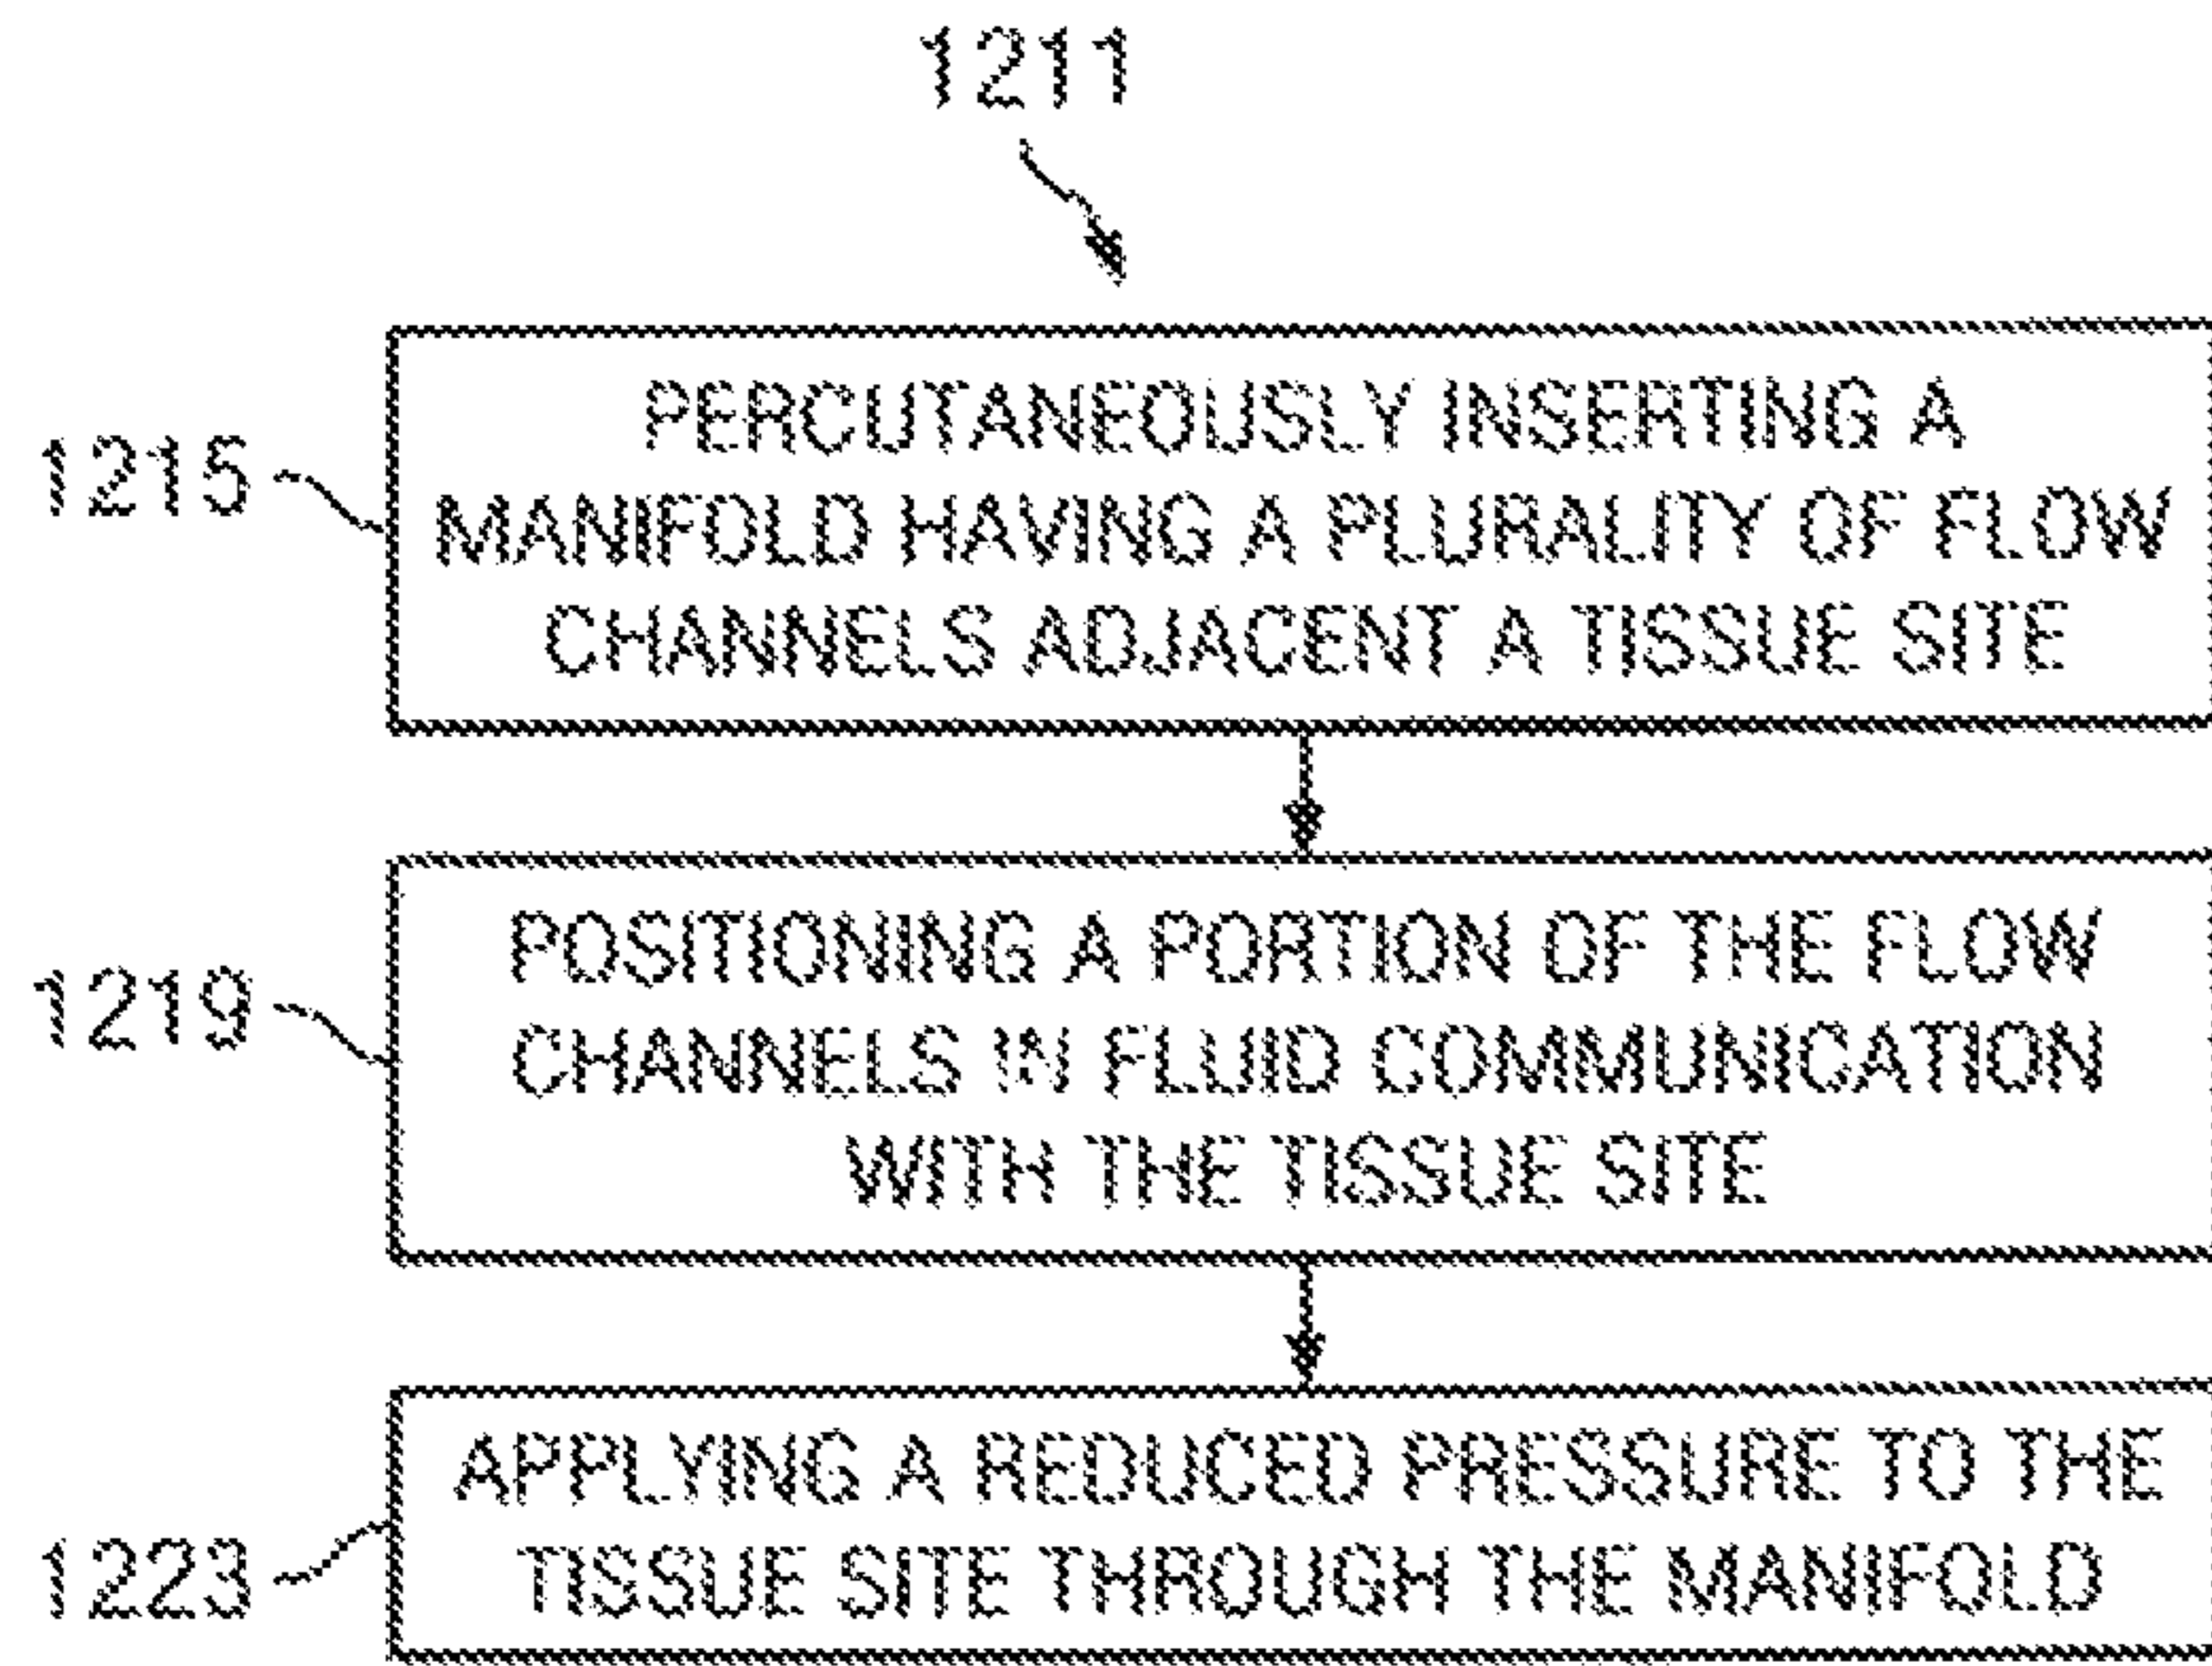 1211
1215
PERCUTANEOUSLY INSERTING A
MANIFOLD HAVING A PLURALITY OF FLOW
CHANNELS ADJACENT A TISSUE SITE
1219
POSITIONING A PORTION OF THE FLOW
CHANNELS IN FLUID COMMUNICATION
WITH THE TISSUE SITE
1223
APPLYING A REDUCED PRESSURE TO THE
TISSUE SITE THROUGH THE MANIFOLD